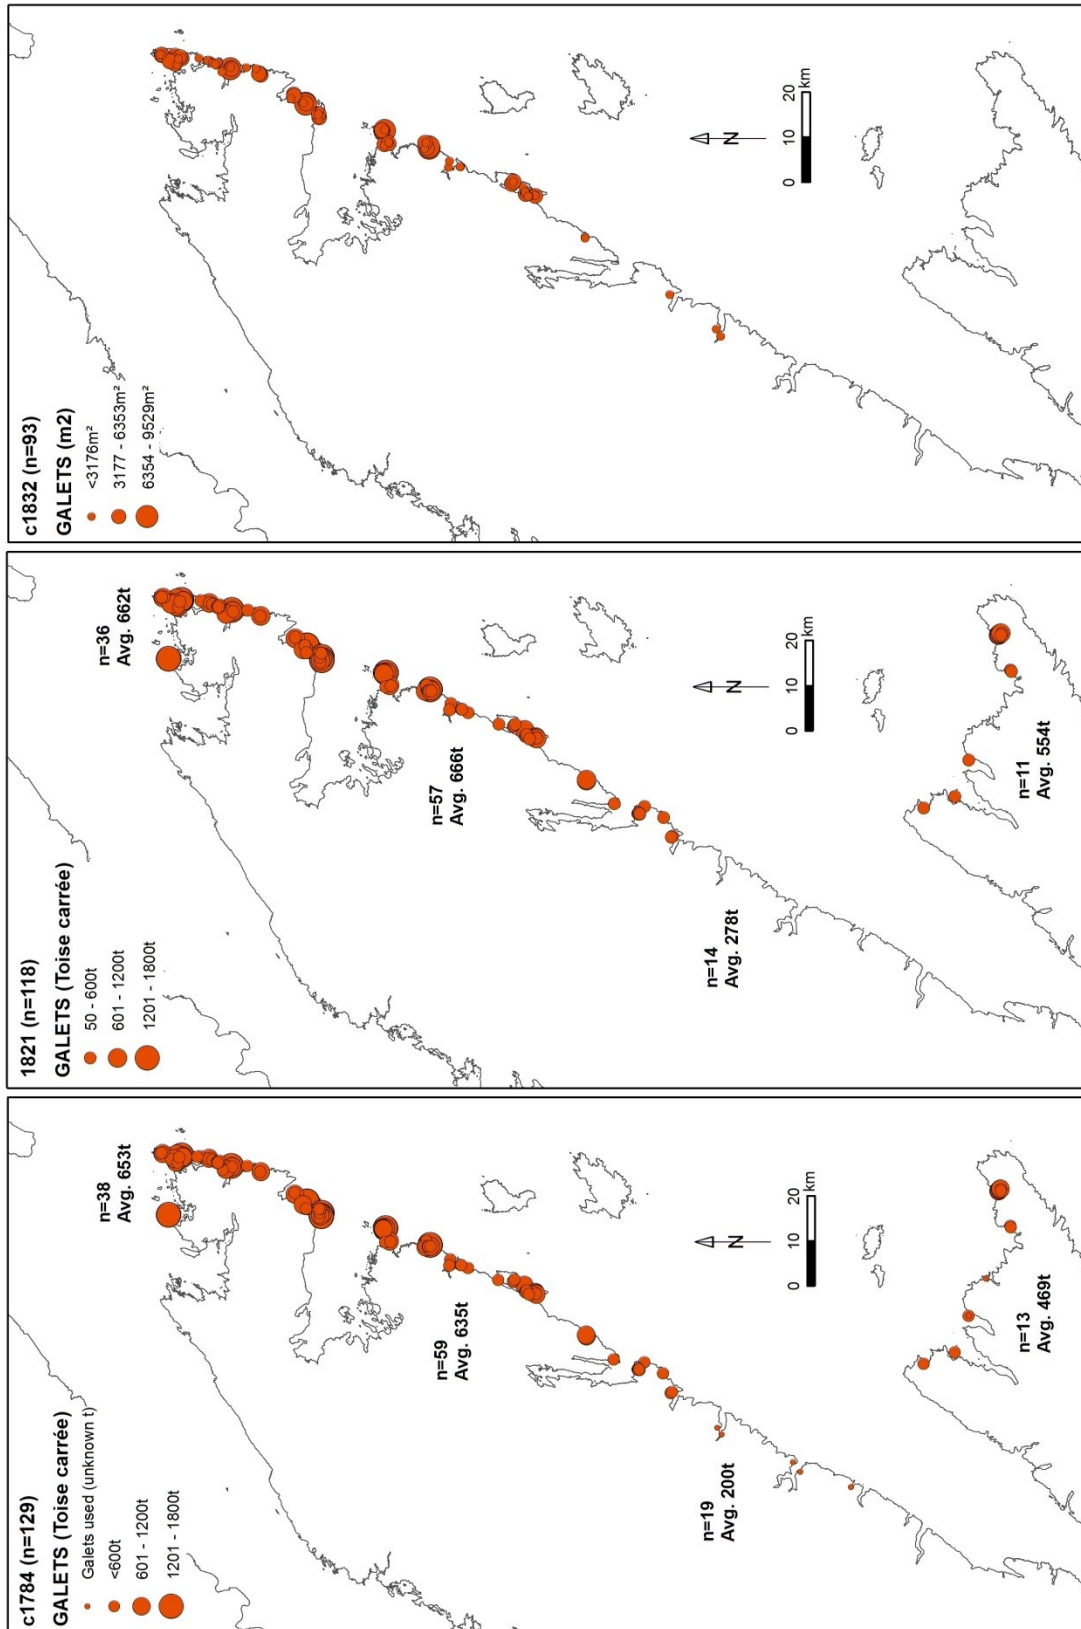 c1784 (n=129)
GALETS (Toise carrée)
Galets used (unknown t)
<600t
601 - 1200t
1201 - 1800t
n=38
Avg. 653t
n=59
Avg. 635t
n=19
Avg. 200t
n=13
Avg. 469t
N
0 10 20
km
1821 (n=118)
GALETS (Toise carrée)
50 - 600t
601 - 1200t
1201 - 1800t
n=36
Avg. 662t
n=57
Avg. 666t
n=14
Avg. 278t
n=11
Avg. 554t
N
0 10 20
km
c1832 (n=93)
GALETS (m2)
<3176m²
3177 - 6353m²
6354 - 9529m²
N
0 10 20
km